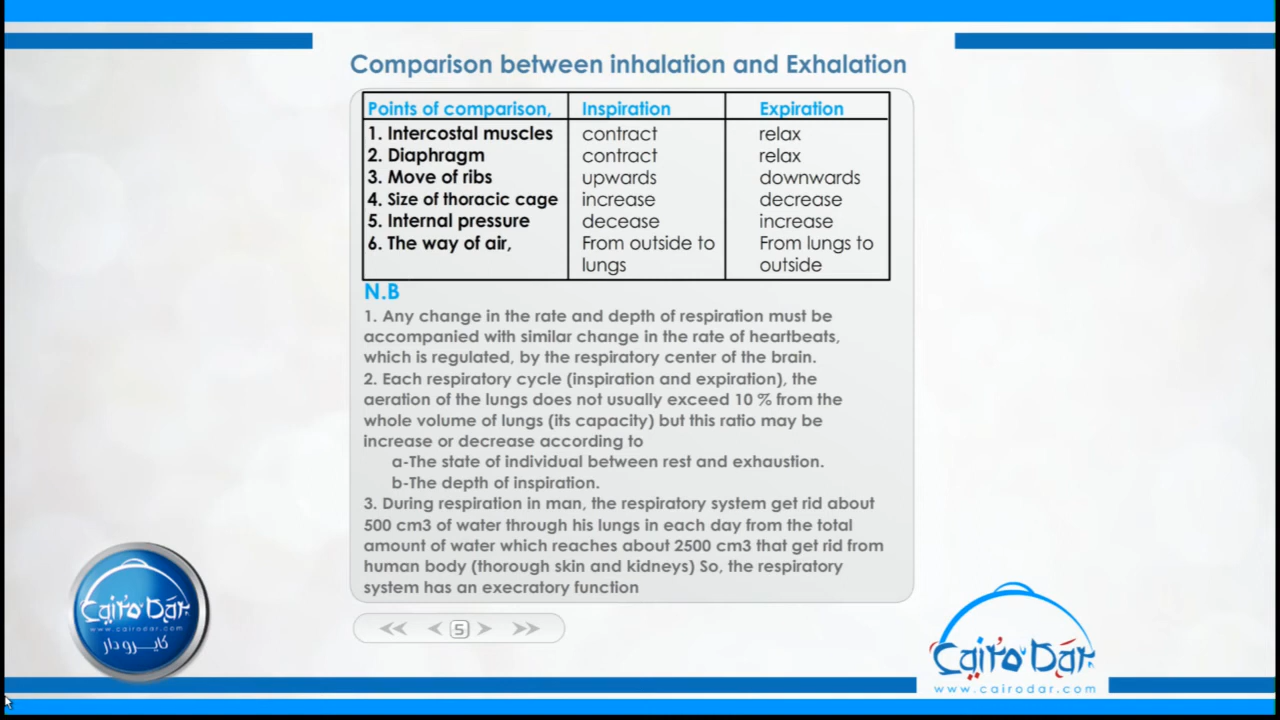 Comparison between inhalation and Exhalation
Points of comparison, Inspiration Expiration
1. Intercostal muscles contract relax
2. Diaphragm contract relax
3. Move of ribs upwards downwards
4. Size of thoracic cage increase decrease
5. Internal pressure decease increase
6. The way of air, From outside to From lungs to
lungs outside
N.B
1. Any change in the rate and depth of respiration must be
accompanied with similar change in the rate of heartbeats,
which is regulated, by the respiratory center of the brain.
2. Each respiratory cycle (inspiration and expiration), the
aeration of the lungs does not usually exceed 10 % from the
whole volume of lungs (its capacity) but this ratio may be
increase or decrease according to
a-The state of individual between rest and exhaustion.
b-The depth of inspiration.
3. During respiration in man, the respiratory system get rid about
500 cm3 of water through his lungs in each day from the total
amount of water which reaches about 2500 cm3 that get rid from
human body (thorough skin and kidneys) So, the respiratory
system has an execratory function
5
Cairo Dar
www.cairodar.com
كايرو دار
Cairo Dar
www.cairodar.com